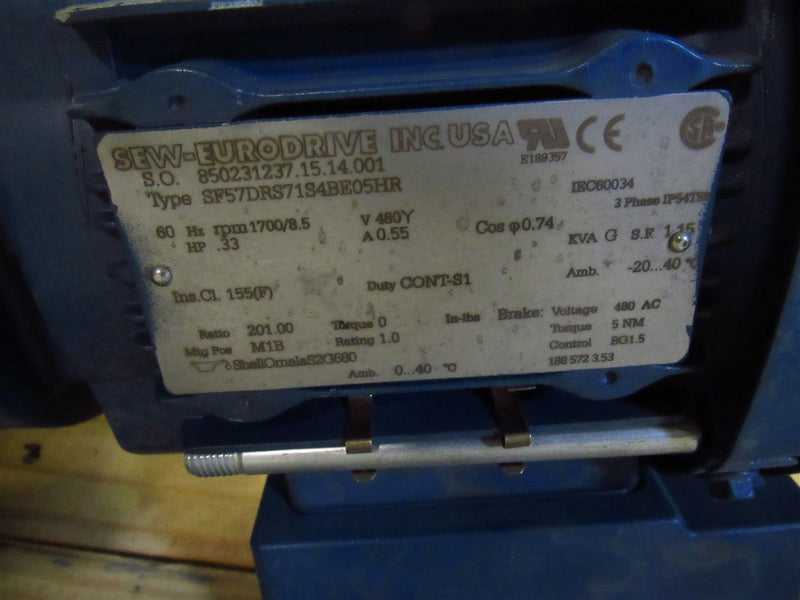 SEW-EURODRIVE INC. USA
E189357
S.O. 850231237.15.14.001
Type SF57DRS71S4BE05HR
IEC60034
3 Phase IP54
60 Hz rpm 1700/8.5 V 480Y Cos φ 0.74 KVA G S.F. 1.15
HP .33 A 0.55
Amb. -20...40 °C
Ins.Cl. 155(F) Duty CONT-S1
Ratio 201.00 Torque 0 In-lbs Brake: Voltage 480 AC
Mtg Pos M1B Rating 1.0 Torque 5 NM
Control BG1.5
ShellOmalaS2G680 188 572 3.53
Amb. 0...40 °C